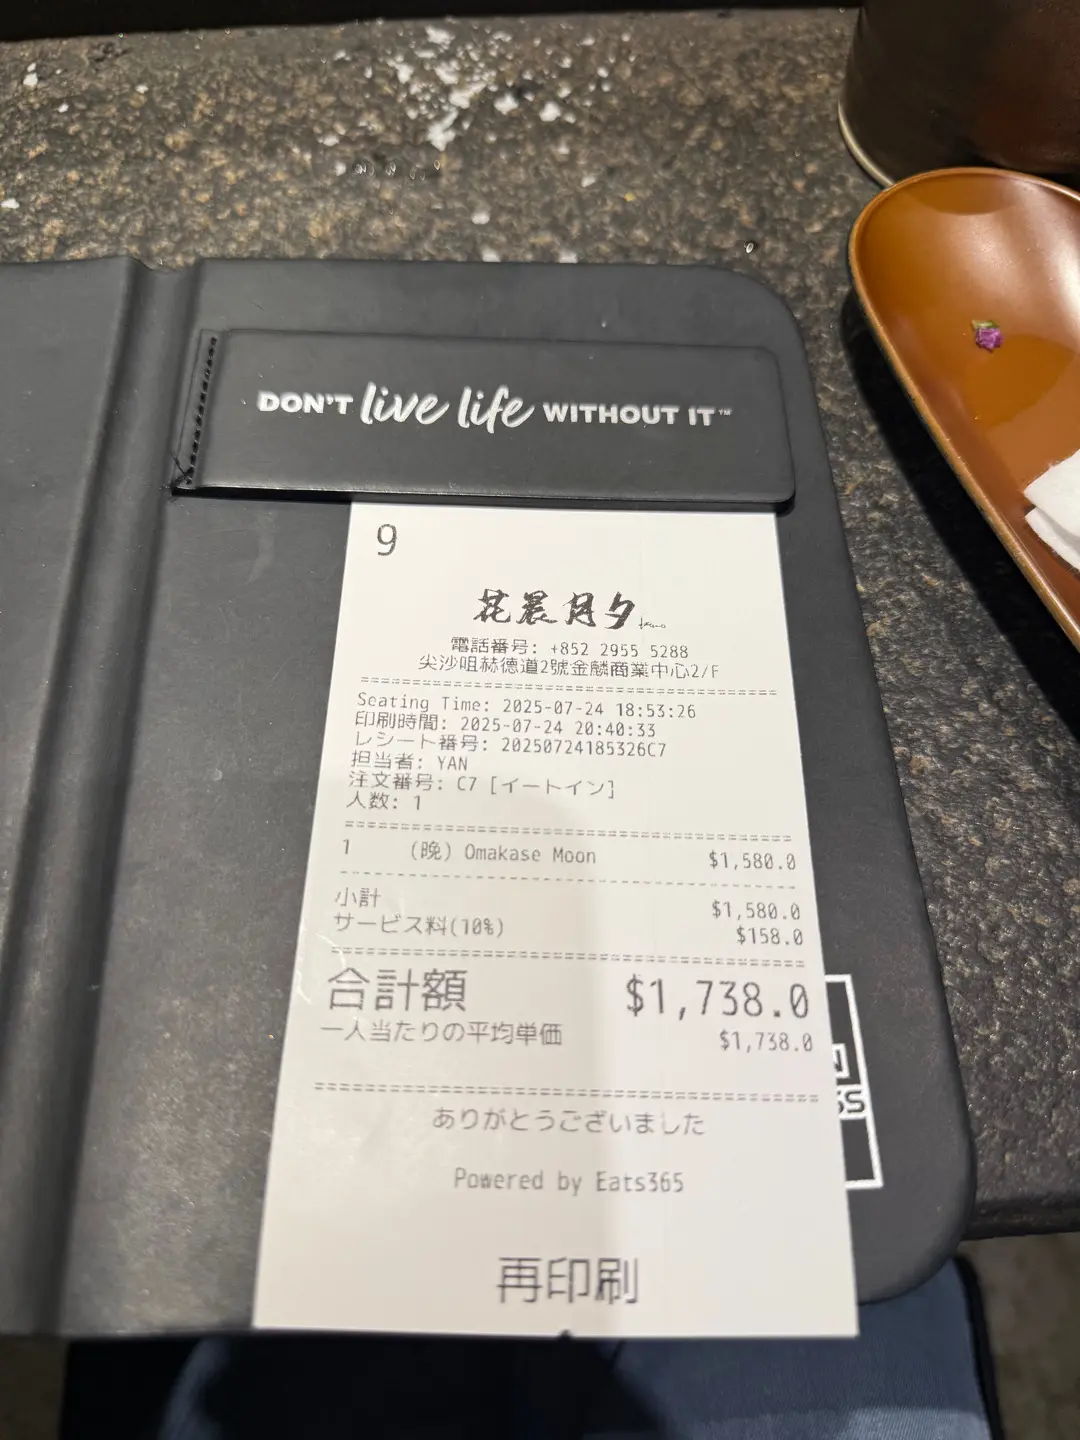 DON'T live life WITHOUT IT™
9
花晨月夕
電話番号: +852 2955 5288
尖沙咀赫德道2號金麟商業中心2/F
Seating Time: 2025-07-24 18:53:26
印刷時間: 2025-07-24 20:40:33
レシート番号: 20250724185326C7
担当者: YAN
注文番号: C7 [イートイン]
人数: 1
1 (晚) Omakase Moon $1,580.0
小計 $1,580.0
サービス料(10%) $158.0
合計額 $1,738.0
一人当たりの平均単価 $1,738.0
ありがとうございました
Powered by Eats365
再印刷